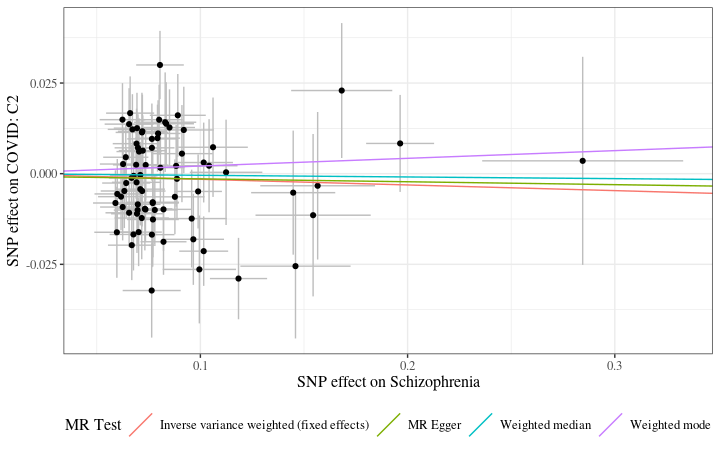 SNP effect on COVID: C2
0.025
0.000
-0.025
0.1
0.2
0.3
SNP effect on Schizophrenia
MR Test
Inverse variance weighted (fixed effects)
MR Egger
Weighted median
Weighted mode